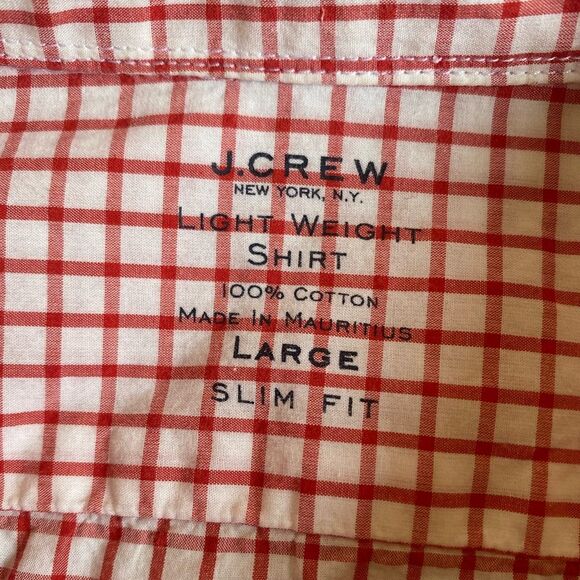 J.CREW
NEW YORK, N.Y.
LIGHT WEIGHT
SHIRT
100% COTTON
MADE IN MAURITIUS
LARGE
SLIM FIT